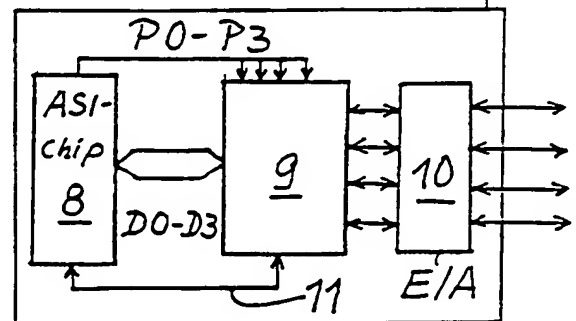 P0-P3
ASI-
chip
8
9
10
D0-D3
11
E/A